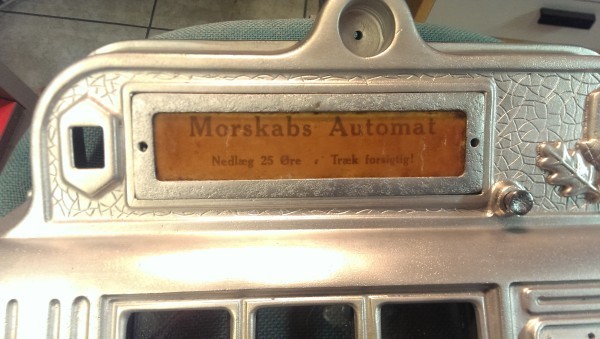 Morskabs Automat
Nedlæg 25 Øre , Træk forsigtig!